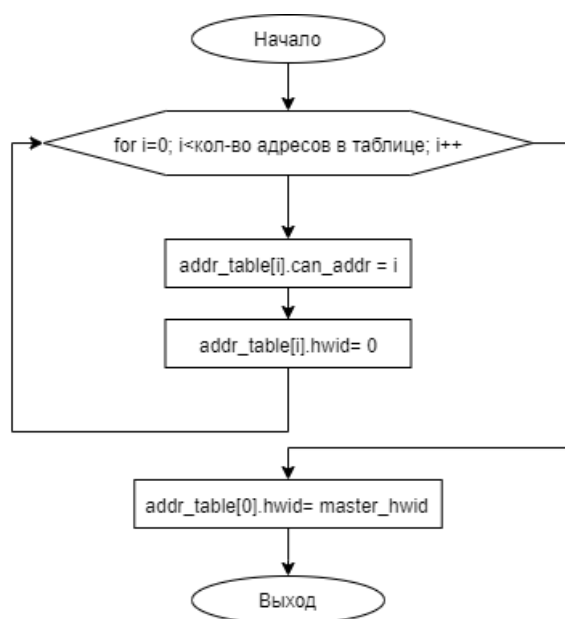 Начало
for i=0; i<кол-во адресов в таблице; i++
addr_table[i].can_addr = i
addr_table[i].hwid= 0
addr_table[0].hwid= master_hwid
Выход